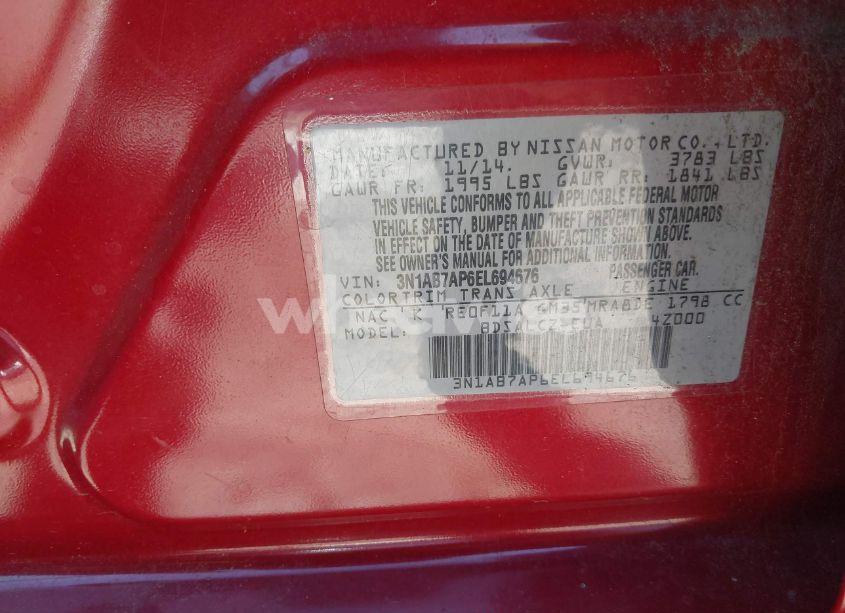 MANUFACTURED BY NISSAN MOTOR CO., LTD.
DATE: 11/14. GVWR: 3783 LBS
GAWR FR: 1995 LBS GAWR RR: 1841 LBS
THIS VEHICLE CONFORMS TO ALL APPLICABLE FEDERAL MOTOR
VEHICLE SAFETY, BUMPER AND THEFT PREVENTION STANDARDS
IN EFFECT ON THE DATE OF MANUFACTURE SHOWN ABOVE.
SEE OWNER'S MANUAL FOR ADDITIONAL INFORMATION.
VIN: 3N1AB7AP6EL694676 PASSENGER CAR.
COLOR TRIM TRANS AXLE ENGINE
NAC K RE0F11A GM35 MRA8DE 1798 CC
MODEL:
3N1AB7AP6EL694676